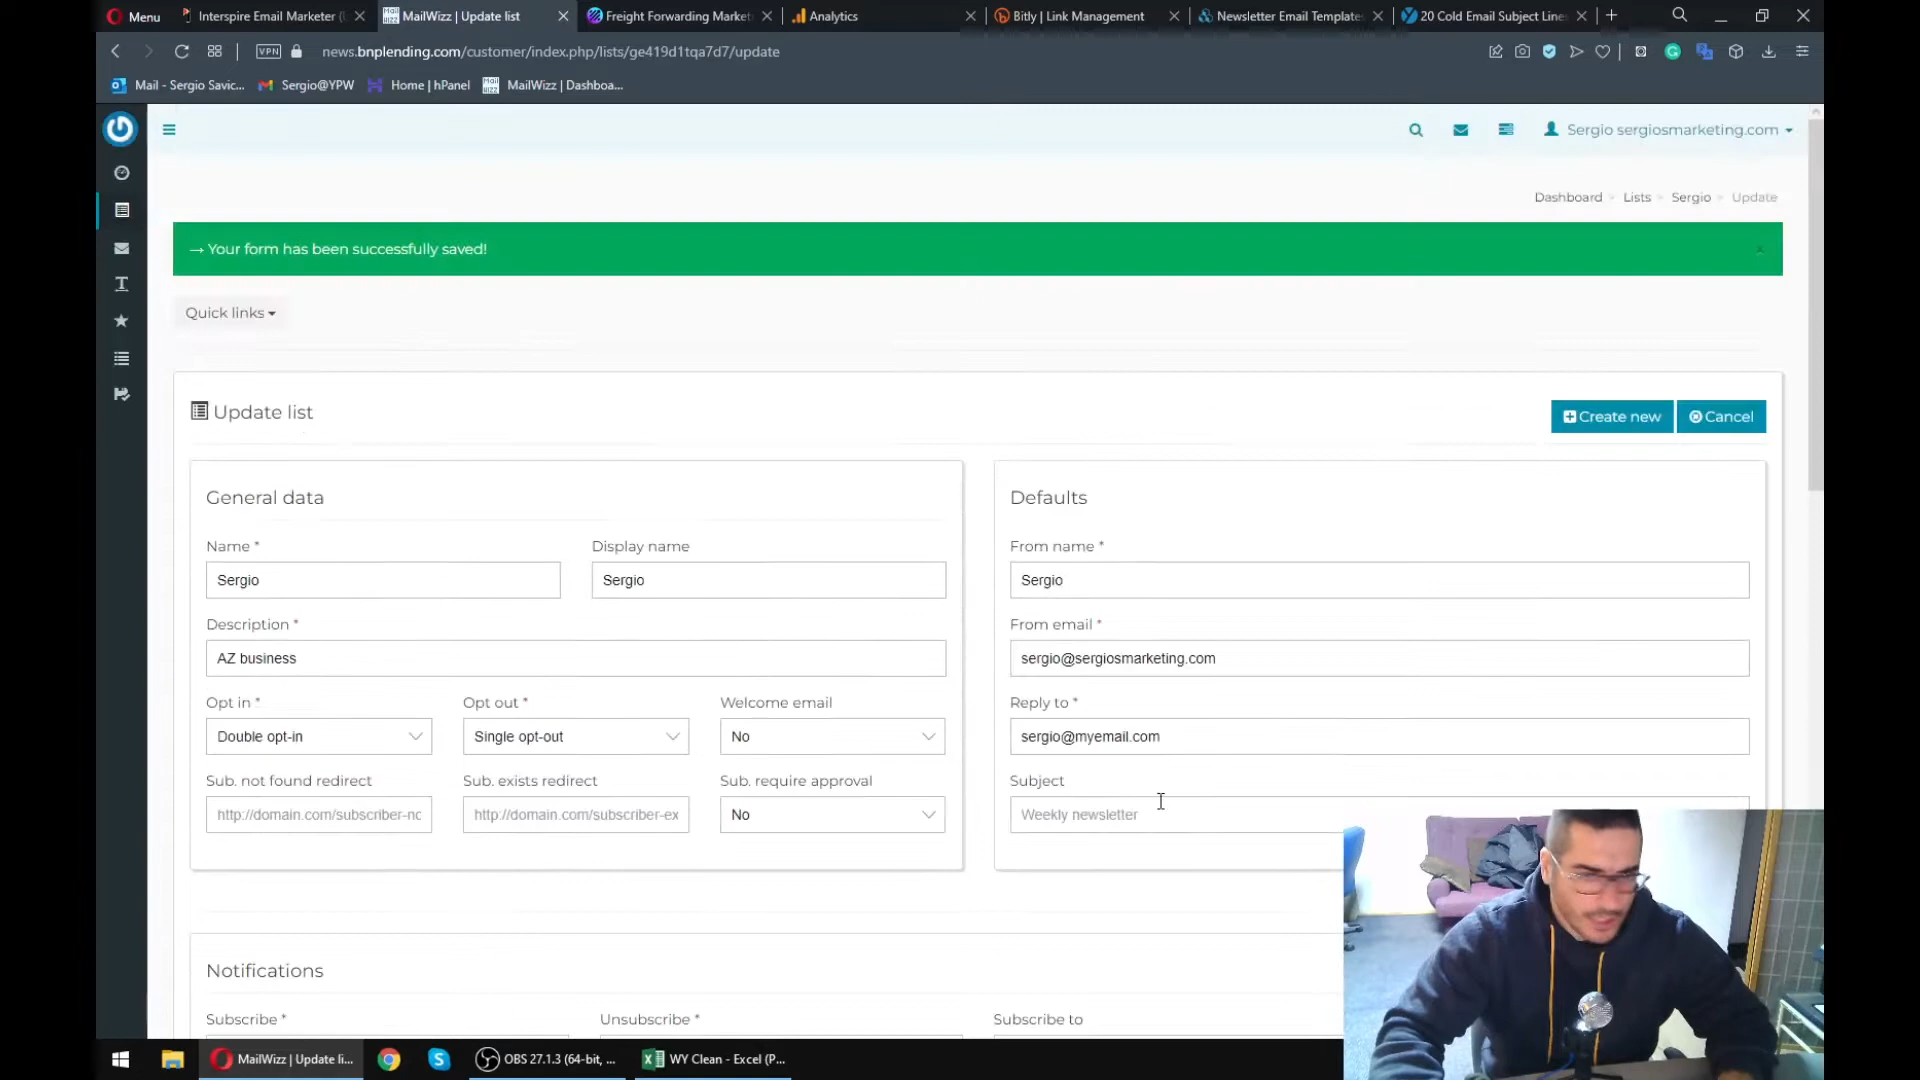 Menu
Interspire Email Marketer (
MailWizz | Update list
Freight Forwarding Market
Analytics
Bitly | Link Management
Newsletter Email Templates
20 Cold Email Subject Lines
VPN
news.bnplending.com/customer/index.php/lists/ge419d1tqa7d7/update
Mail - Sergio Savic...
Sergio@YPW
Home | hPanel
MailWizz | Dashboa...
Sergio sergiosmarketing.com
Dashboard
Lists
Sergio
Update
→ Your form has been successfully saved!
x
Quick links
Update list
Create new
Cancel
General data
Defaults
Name *
Display name
From name *
Sergio
Sergio
Sergio
Description *
From email *
AZ business
sergio@sergiosmarketing.com
Opt in *
Opt out *
Welcome email
Reply to *
Double opt-in
Single opt-out
No
sergio@myemail.com
Sub. not found redirect
Sub. exists redirect
Sub. require approval
Subject
http://domain.com/subscriber-nc
http://domain.com/subscriber-ex
No
Weekly newsletter
Notifications
Subscribe *
Unsubscribe *
Subscribe to
MailWizz | Update li...
OBS 27.1.3 (64-bit, ...
WY Clean - Excel (P...